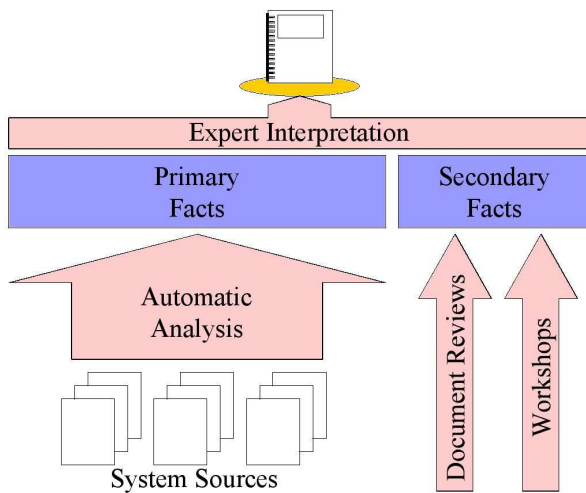 Expert Interpretation
Primary
Facts
Secondary
Facts
Automatic
Analysis
Document Reviews
Workshops
System Sources